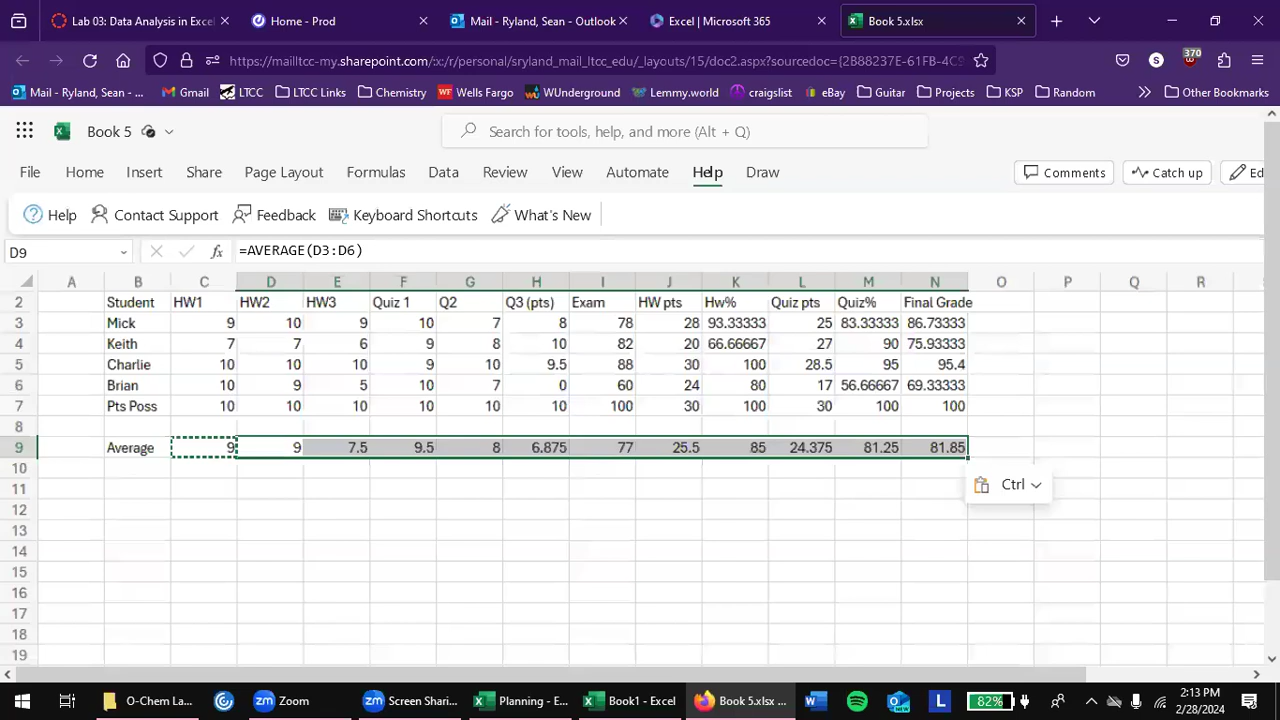 Lab 03: Data Analysis in Excel
Home - Prod
Mail - Ryland, Sean - Outlook
Excel | Microsoft 365
Book 5.xlsx
https://mailltcc-my.sharepoint.com/:x:/r/personal/sryland_mail_ltcc_edu/_layouts/15/doc2.aspx?sourcedoc={2B88237E-61FB-4C9
370
Mail - Ryland, Sean - Gmail LTCC LTCC Links Chemistry Wells Fargo WUnderground Lemmy.world craigslist eBay Guitar Projects KSP Random Other Bookmarks
Book 5
Search for tools, help, and more (Alt + Q)
File Home Insert Share Page Layout Formulas Data Review View Automate Help Draw
Comments Catch up Ed
Help Contact Support Feedback Keyboard Shortcuts What's New
D9 fx =AVERAGE(D3:D6)
A B C D E F G H I J K L M N O P Q R
2 Student HW1 HW2 HW3 Quiz 1 Q2 Q3 (pts) Exam HW pts Hw% Quiz pts Quiz% Final Grade
3 Mick 9 10 9 10 7 8 78 28 93.33333 25 83.33333 86.73333
4 Keith 7 7 6 9 8 10 82 20 66.66667 27 90 75.93333
5 Charlie 10 10 10 9 10 9.5 88 30 100 28.5 95 95.4
6 Brian 10 9 5 10 7 0 60 24 80 17 56.66667 69.33333
7 Pts Poss 10 10 10 10 10 10 100 30 100 30 100 100
8
9 Average 9 9 7.5 9.5 8 6.875 77 25.5 85 24.375 81.25 81.85
10
Ctrl
11
12
13
14
15
16
17
18
19
O-Chem La...
Zoom
Screen Shari...
Planning - E...
Book1 - Excel
Book 5.xlsx ...
82%
2:13 PM
2/28/2024